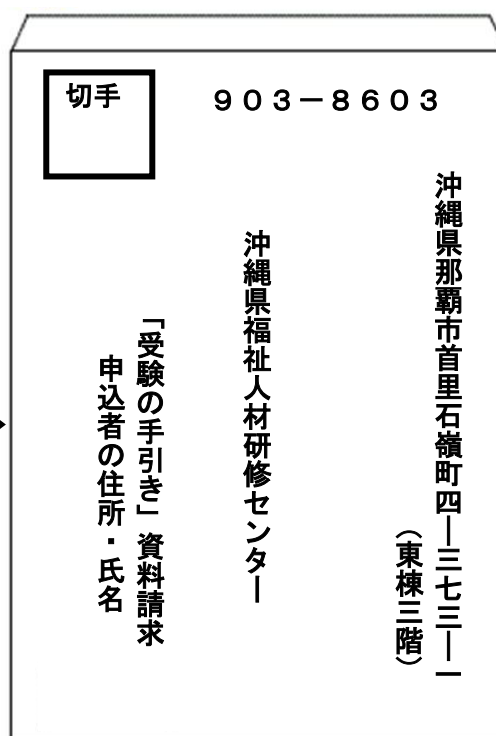 切手
９０３－８６０３
沖縄県那覇市首里石嶺町四―三七三―一
（東棟三階）
沖縄県福祉人材研修センター
「受験の手引き」資料請求
申込者の住所・氏名